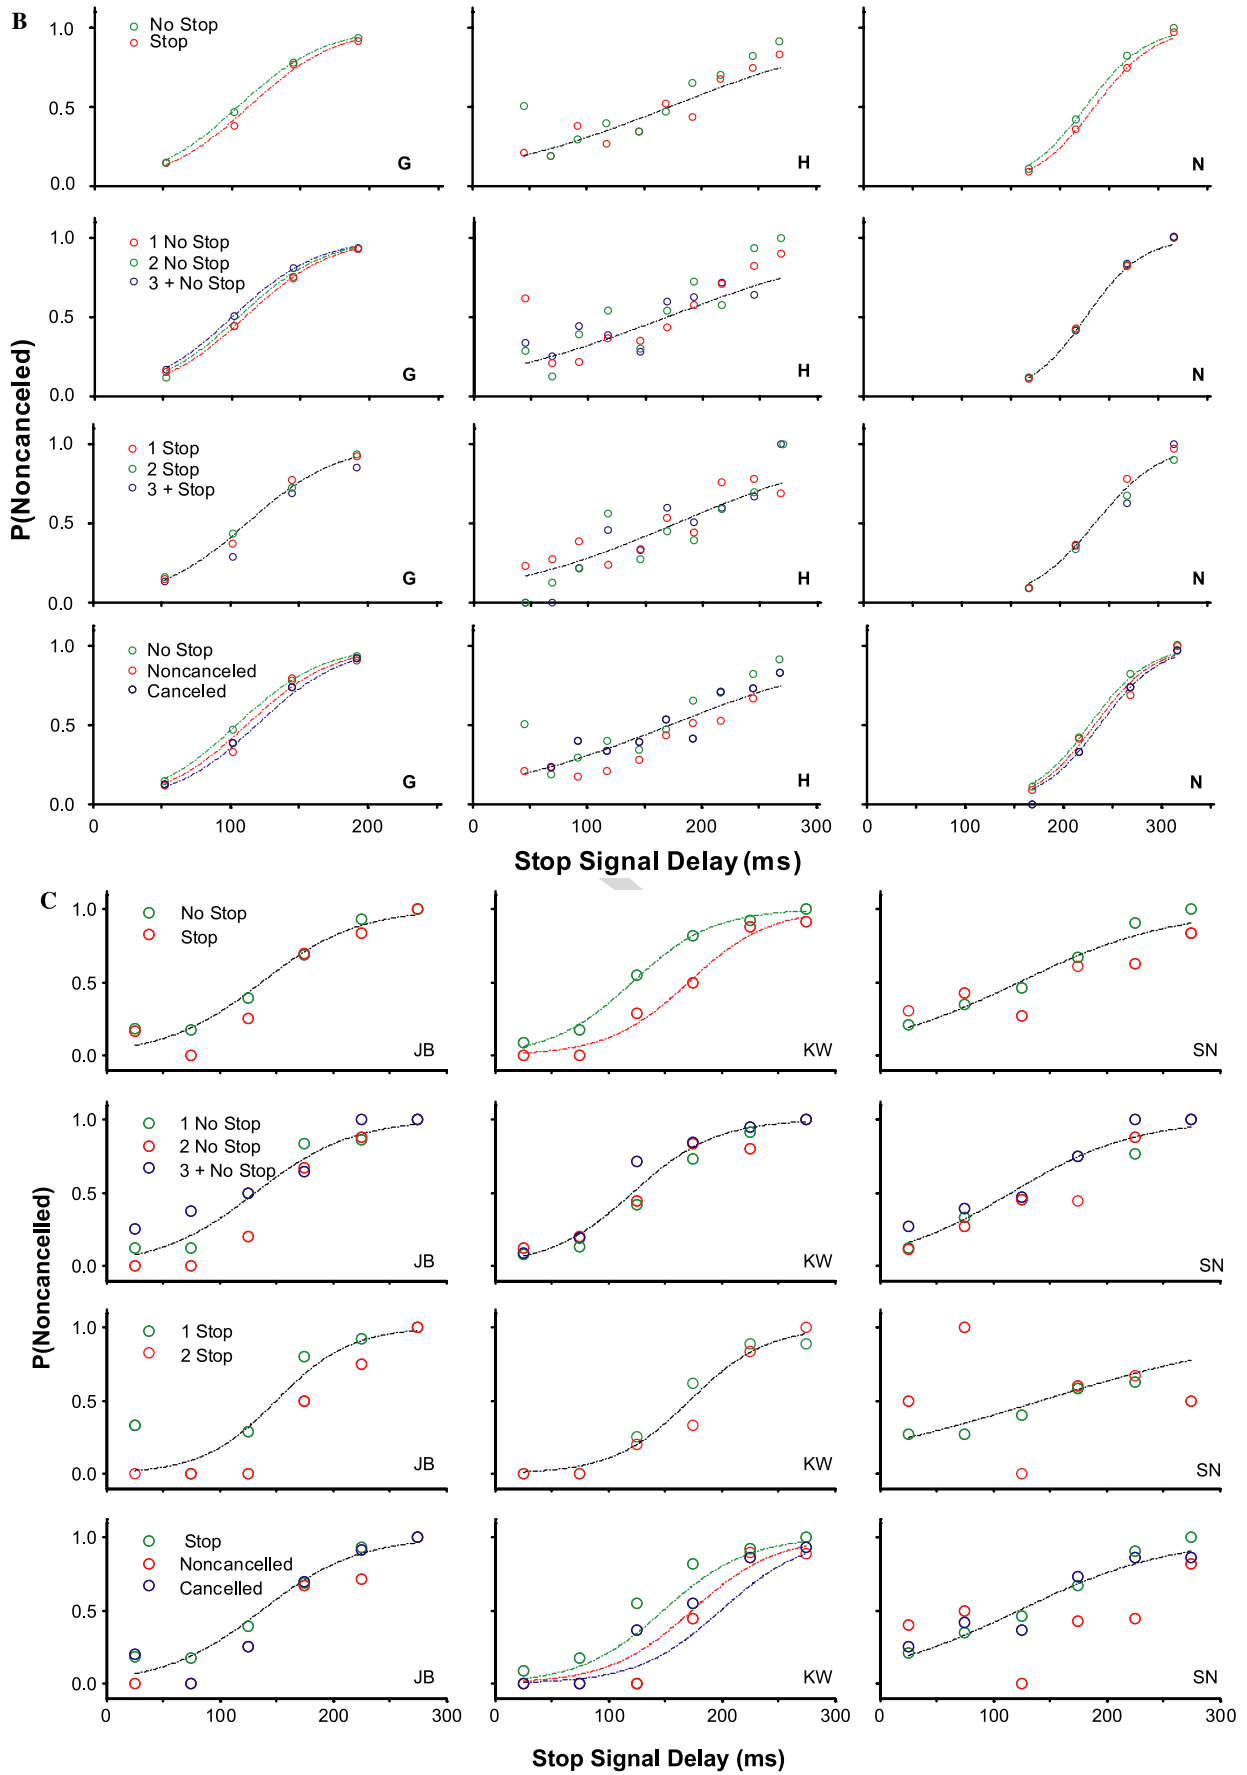 B
1.0
0.5
0.0
No Stop
Stop
G
H
N
1.0
0.5
0.0
1 No Stop
2 No Stop
3 + No Stop
G
H
N
P(Noncanceled)
1.0
0.5
0.0
1 Stop
2 Stop
3 + Stop
G
H
N
1.0
0.5
0.0
No Stop
Noncanceled
Canceled
G
H
N
0 100 200
0 100 200 300
0 100 200 300
Stop Signal Delay (ms)
C
1.0
0.5
0.0
No Stop
Stop
JB
KW
SN
1.0
0.5
0.0
1 No Stop
2 No Stop
3 + No Stop
JB
KW
SN
P(Noncancelled)
1.0
0.5
0.0
1 Stop
2 Stop
JB
KW
SN
1.0
0.5
0.0
Stop
Noncancelled
Cancelled
JB
KW
SN
0 100 200 300
0 100 200 300
0 100 200 300
Stop Signal Delay (ms)